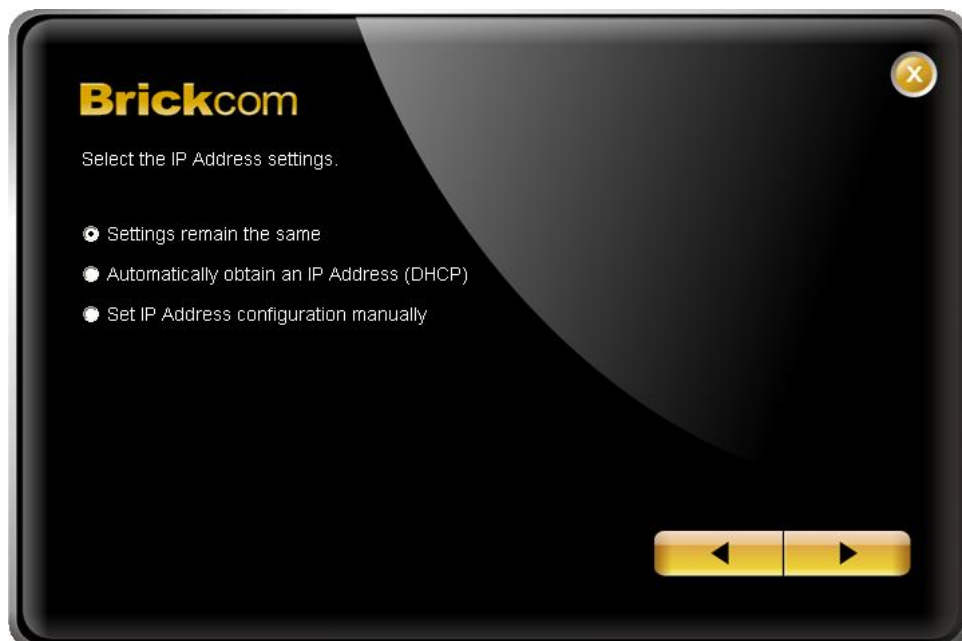 Brickcom
Select the IP Address settings.
Settings remain the same
Automatically obtain an IP Address (DHCP)
Set IP Address configuration manually